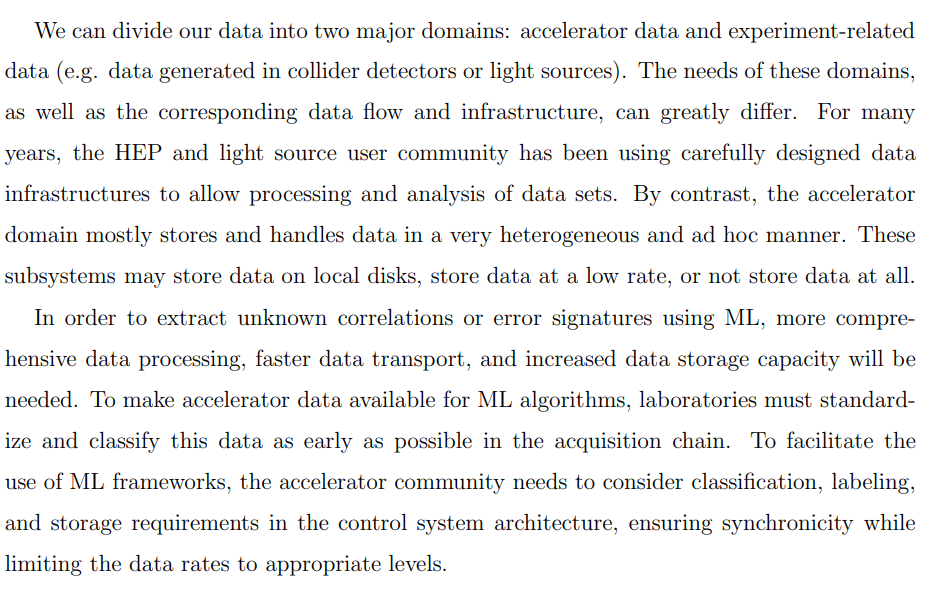 We can divide our data into two major domains: accelerator data and experiment-related
data (e.g. data generated in collider detectors or light sources). The needs of these domains,
as well as the corresponding data flow and infrastructure, can greatly differ. For many
years, the HEP and light source user community has been using carefully designed data
infrastructures to allow processing and analysis of data sets. By contrast, the accelerator
domain mostly stores and handles data in a very heterogeneous and ad hoc manner. These
subsystems may store data on local disks, store data at a low rate, or not store data at all.
In order to extract unknown correlations or error signatures using ML, more compre-
hensive data processing, faster data transport, and increased data storage capacity will be
needed. To make accelerator data available for ML algorithms, laboratories must standard-
ize and classify this data as early as possible in the acquisition chain. To facilitate the
use of ML frameworks, the accelerator community needs to consider classification, labeling,
and storage requirements in the control system architecture, ensuring synchronicity while
limiting the data rates to appropriate levels.